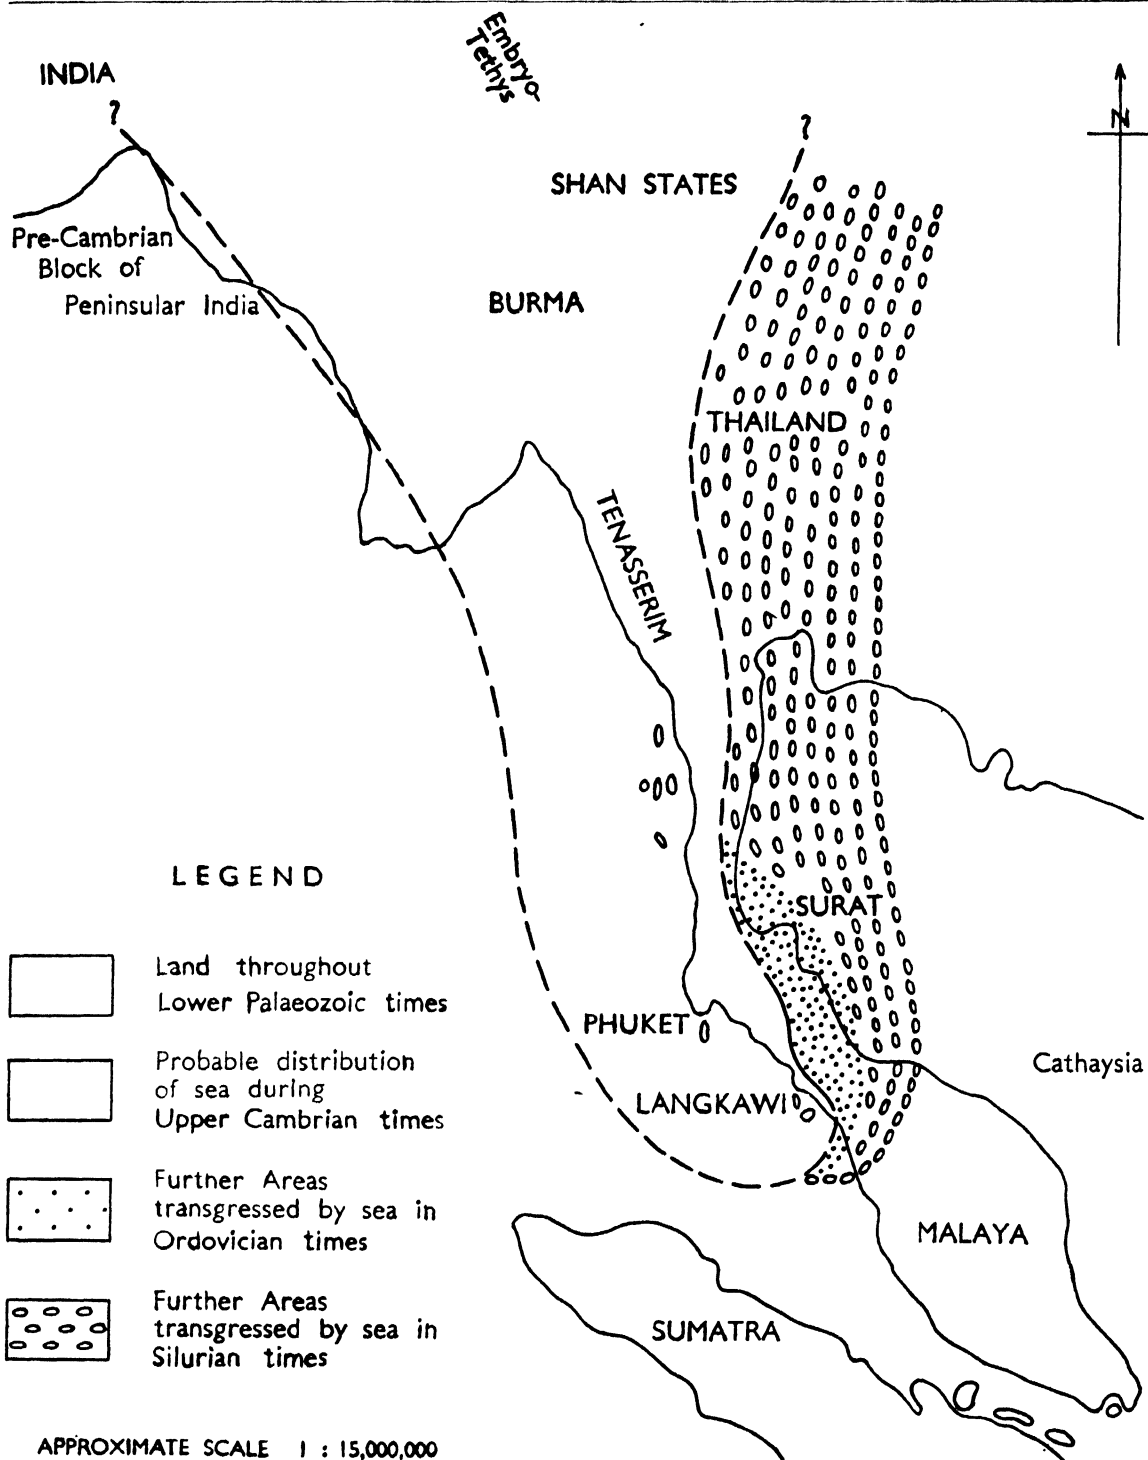 Embryo
Tethys
INDIA
?
?
N
SHAN STATES
Pre-Cambrian
Block of
Peninsular India
BURMA
THAILAND
TENASSERIM
LEGEND
SURAT
Land throughout
Lower Palaeozoic times
PHUKET
Probable distribution
of sea during
Upper Cambrian times
Cathaysia
LANGKAWI
Further Areas
transgressed by sea in
Ordovician times
MALAYA
Further Areas
transgressed by sea in
Silurian times
SUMATRA
APPROXIMATE SCALE 1 : 15,000,000